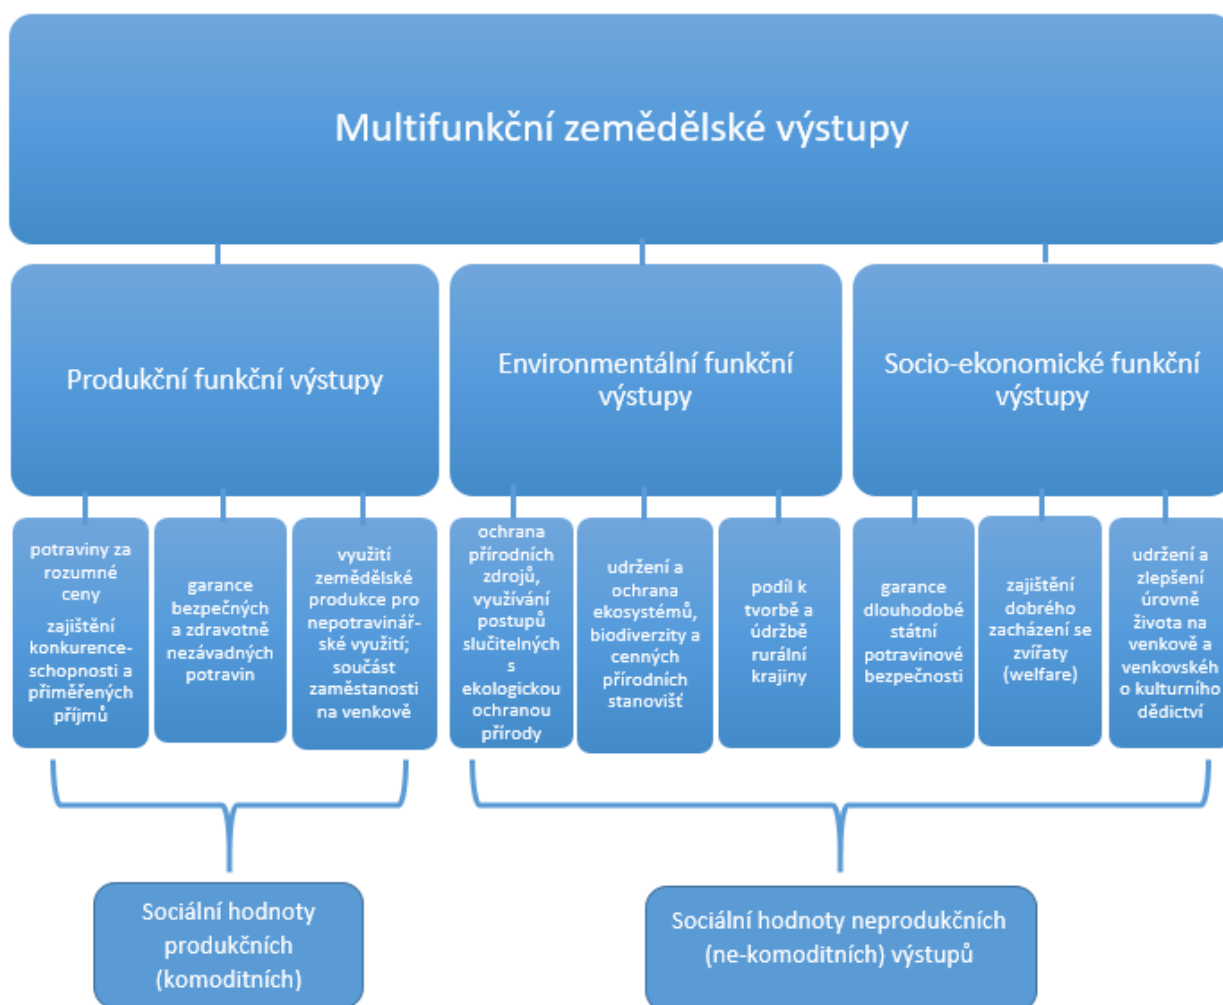 Multifunkční zemědělské výstupy
Produkční funkční výstupy
Environmentální funkční
výstupy
Socio-ekonomické funkční
výstupy
potraviny za
rozumné
ceny
zajištění
konkurence-
schopnosti a
přiměřených
příjmů
garance
bezpečných
a zdravotně
nezávadných
potravin
využití
zemědělské
produkce pro
nepotravinář-
ské využití;
součást
zaměstanosti
na venkově
ochrana
přírodních
zdrojů,
využívání
postupů
slučitelných
s
ekologickou
ochranou
přírody
udržení a
ochrana
ekosystémů,
biodiverzity a
cenných
přírodních
stanovišť
podíl k
tvorbě a
údržbě
rurální
krajiny
garance
dlouhodobé
státní
potravinové
bezpečnosti
zajištění
dobrého
zacházení se
zvířaty
(welfare)
udržení a
zlepšení
úrovně
života na
venkově a
venkovskéh
o kulturního
dědictví
Sociální hodnoty
produkčních
(komoditních)
Sociální hodnoty neprodukčních
(ne-komoditních) výstupů